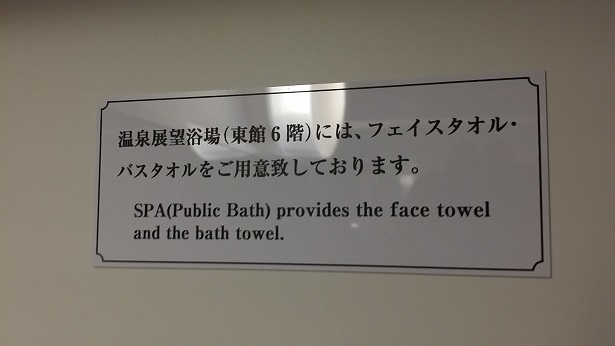 温泉展望浴場(東館6階)には、フェイスタオル・
バスタオルをご用意致しております。
SPA(Public Bath) provides the face towel
and the bath towel.